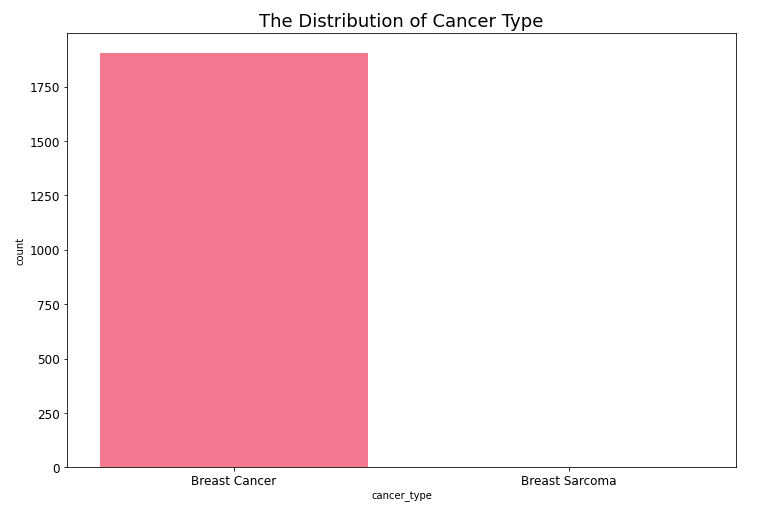 The Distribution of Cancer Type
count
1750
1500
1250
1000
750
500
250
0
Breast Cancer
Breast Sarcoma
cancer_type